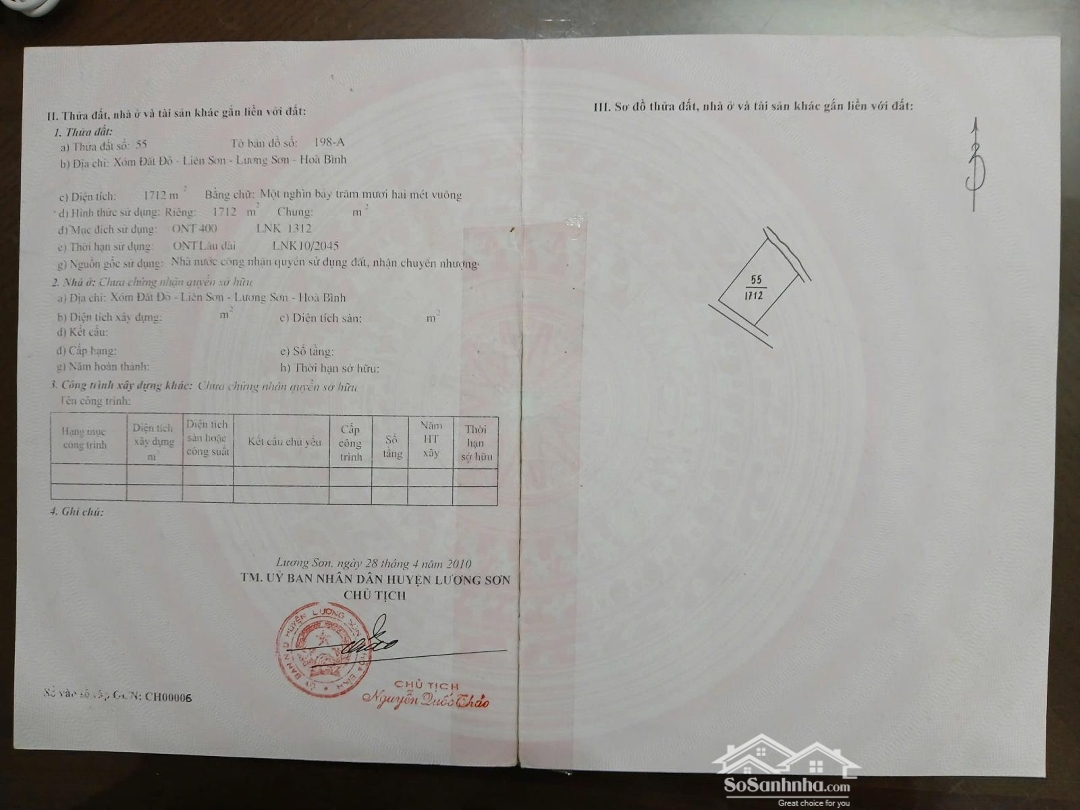 II. Thửa đất, nhà ở và tài sản khác gắn liền với đất:
1. Thửa đất:
a) Thửa đất số: 55 Tờ bản đồ số: 198-A
b) Địa chỉ: Xóm Đất Đỏ - Liên Sơn - Lương Sơn - Hoà Bình
c) Diện tích: 1712 m² Bằng chữ: Một nghìn bảy trăm mười hai mét vuông
d) Hình thức sử dụng: Riêng: 1712 m² Chung: m²
đ) Mục đích sử dụng: ONT 400 LNK 1312
e) Thời hạn sử dụng: ONT Lâu dài LNK 10/2045
g) Nguồn gốc sử dụng: Nhà nước công nhận quyền sử dụng đất, nhận chuyển nhượng
2. Nhà ở: Chưa chứng nhận quyền sở hữu
a) Địa chỉ: Xóm Đất Đỏ - Liên Sơn - Lương Sơn - Hoà Bình
b) Diện tích xây dựng: m² c) Diện tích sàn: m²
d) Kết cấu:
đ) Cấp hạng: e) Số tầng:
g) Năm hoàn thành: h) Thời hạn sở hữu:
3. Công trình xây dựng khác: Chưa chứng nhận quyền sở hữu
Tên công trình:
Hạng mục công trình
Diện tích xây dựng m²
Diện tích sàn hoặc công suất
Kết cấu chủ yếu
Cấp công trình
Số tầng
Năm HT xây
Thời hạn sở hữu
4. Ghi chú:
Lương Sơn, ngày 28 tháng 4 năm 2010
TM. UỶ BAN NHÂN DÂN HUYỆN LƯƠNG SƠN
CHỦ TỊCH
CHỦ TỊCH
Nguyễn Quốc Thảo
Số vào sổ cấp GCN: CH00006
III. Sơ đồ thửa đất, nhà ở và tài sản khác gắn liền với đất:
B
55
1712
SoSanhnha.com
Great choice for you